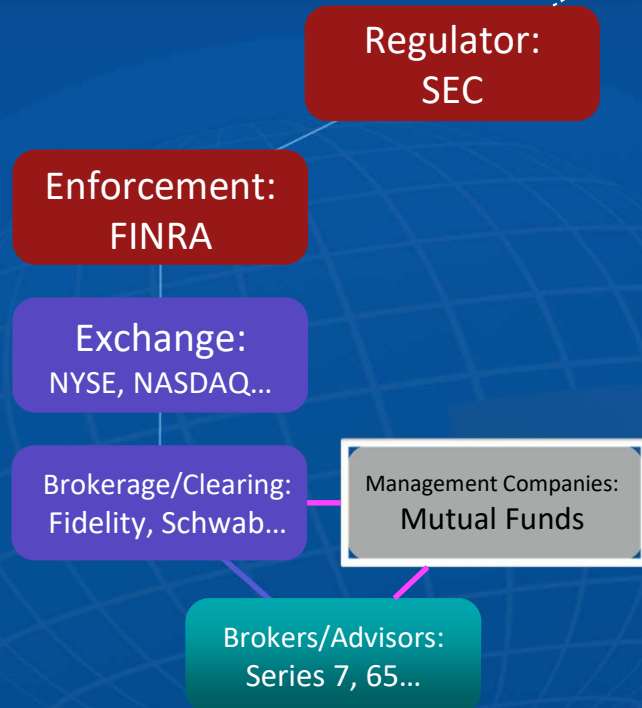 Regulator:
SEC
Enforcement:
FINRA
Exchange:
NYSE, NASDAQ…
Brokerage/Clearing:
Fidelity, Schwab…
Management Companies:
Mutual Funds
Brokers/Advisors:
Series 7, 65…